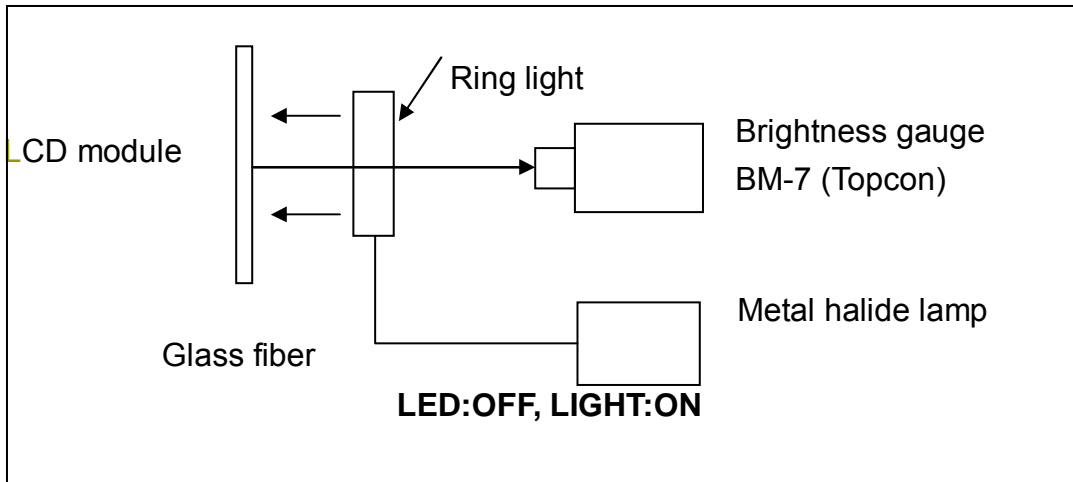 Ring light
LCD module
Brightness gauge
BM-7 (Topcon)
Metal halide lamp
Glass fiber
LED:OFF, LIGHT:ON